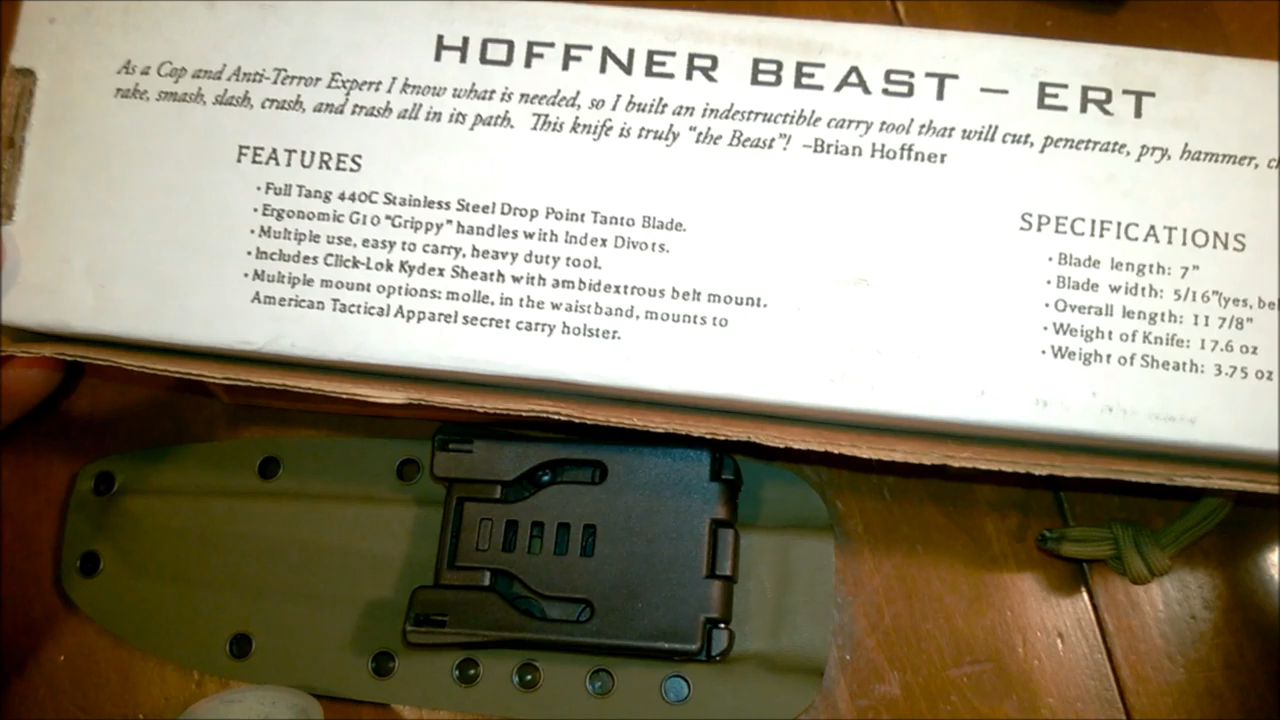 HOFFNER BEAST – ERT
As a Cop and Anti-Terror Expert I know what is needed, so I built an indestructible carry tool that will cut, penetrate, pry, hammer,
rake, smash, slash, crash, and trash all in its path. This knife is truly "the Beast"! –Brian Hoffner
FEATURES
• Full Tang 440C Stainless Steel Drop Point Tanto Blade.
• Ergonomic G10 "Grippy" handles with Index Divots.
• Multiple use, easy to carry, heavy duty tool.
• Includes Click-Lok Kydex Sheath with ambidextrous belt mount.
• Multiple mount options: molle, in the waistband, mounts to
American Tactical Apparel secret carry holster.
SPECIFICATIONS
• Blade length: 7"
• Blade width: 5/16"(yes,
• Overall length: 11 7/8"
• Weight of Knife: 17.6 oz
• Weight of Sheath: 3.75 oz